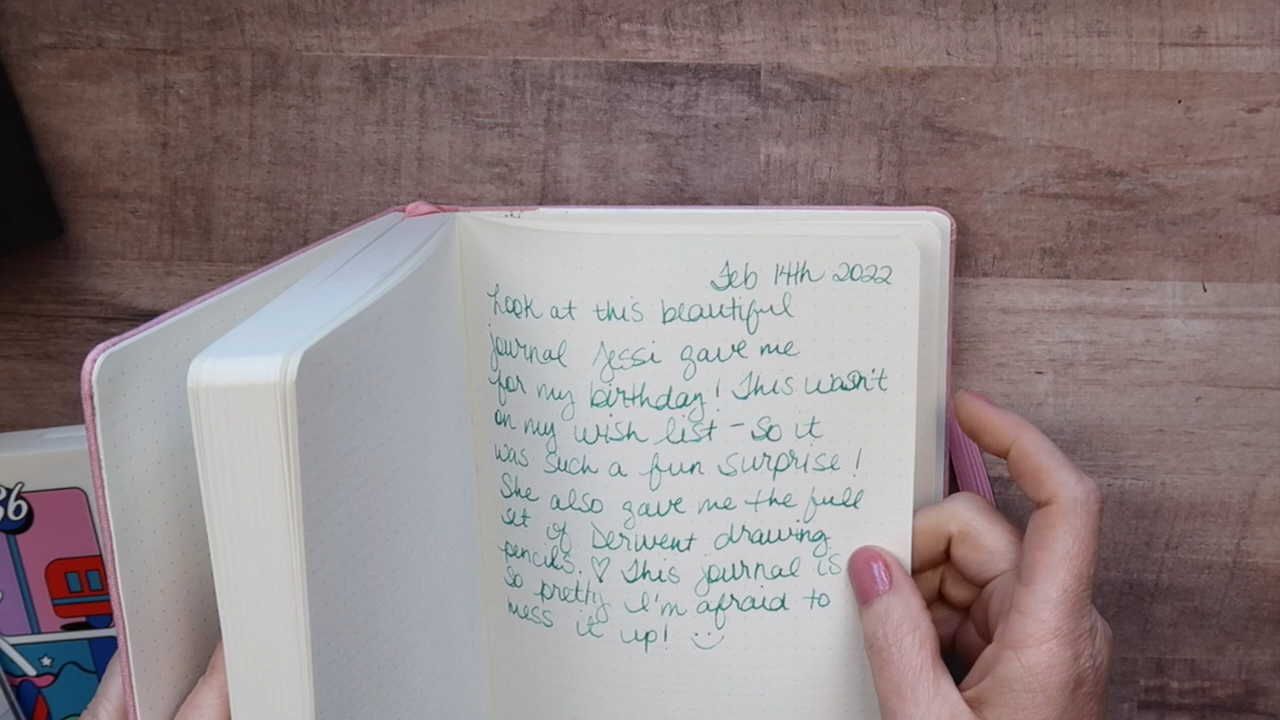 Feb 14th 2022
Look at this beautiful
journal Jessi gave me
for my birthday! This wasn't
on my wish list - So it
was such a fun surprise!
She also gave me the full
set of Derwent drawing
pencils. ♡ This journal is
so pretty I'm afraid to
mess it up! :)
36